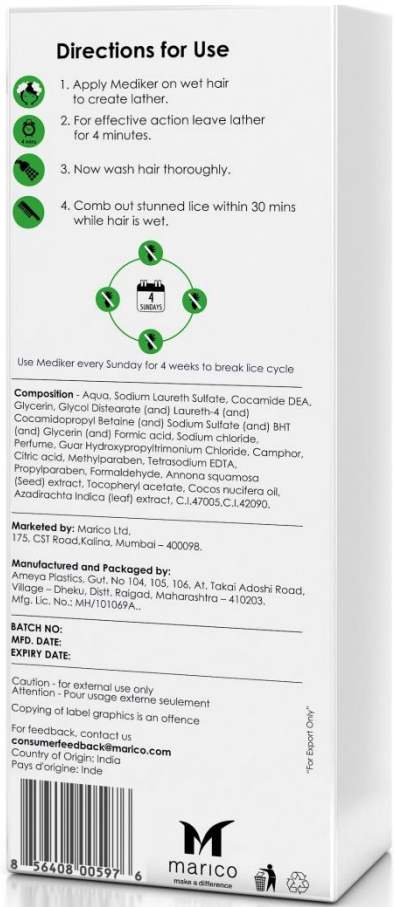 Directions for Use
1. Apply Mediker on wet hair
to create lather.
4 mins
2. For effective action leave lather
for 4 minutes.
3. Now wash hair thoroughly.
4. Comb out stunned lice within 30 mins
while hair is wet.
4
SUNDAYS
Use Mediker every Sunday for 4 weeks to break lice cycle
Composition - Aqua, Sodium Laureth Sulfate, Cocamide DEA,
Glycerin, Glycol Distearate (and) Laureth-4 (and)
Cocamidopropyl Betaine (and) Sodium Sulfate (and) BHT
(and) Glycerin (and) Formic acid, Sodium chloride,
Perfume, Guar Hydroxypropyltrimonium Chloride, Camphor,
Citric acid, Methylparaben, Tetrasodium EDTA,
Propylparaben, Formaldehyde, Annona squamosa
(Seed) extract, Tocopheryl acetate, Cocos nucifera oil,
Azadirachta Indica (leaf) extract, C.I.47005,C.I.42090.
Marketed by: Marico Ltd,
175, CST Road,Kalina, Mumbai – 400098.
Manufactured and Packaged by:
Ameya Plastics, Gut. No 104, 105, 106, At. Takai Adoshi Road,
Village – Dheku, Distt. Raigad, Maharashtra – 410203.
Mfg. Lic. No.: MH/101069A..
BATCH NO:
MFD. DATE:
EXPIRY DATE:
Caution - for external use only
Attention - Pour usage externe seulement
Copying of label graphics is an offence
For feedback, contact us
consumerfeedback@marico.com
Country of Origin: India
Pays d'origine: Inde
"For Export Only"
8 56408 00597 6
marico
make a difference